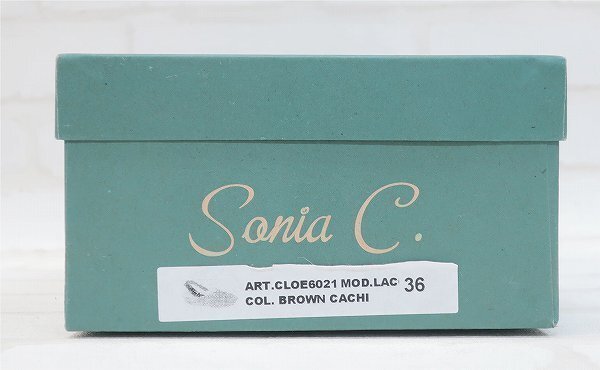 Sonia C.
ART.CLOE6021 MOD.LAC 36
COL. BROWN CACHI